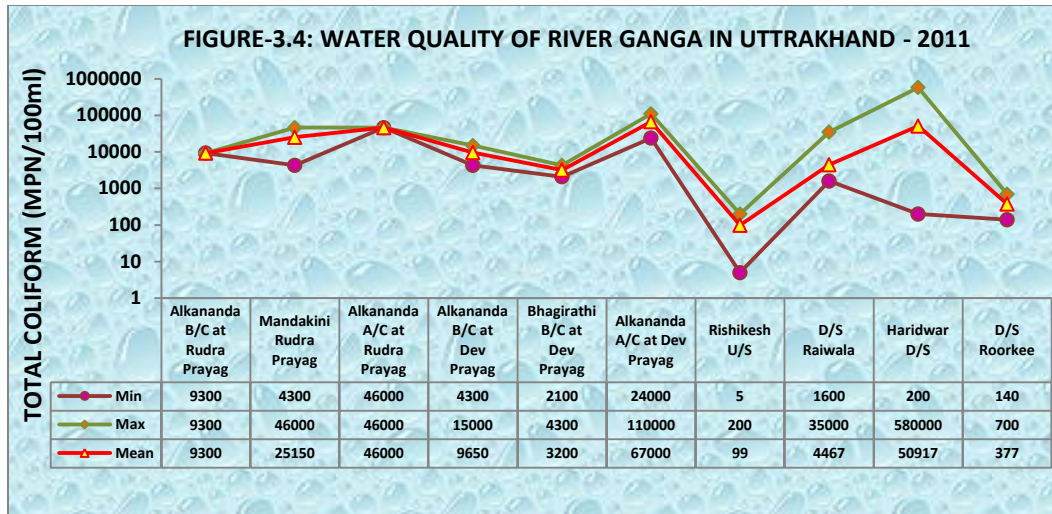 FIGURE-3.4: WATER QUALITY OF RIVER GANGA IN UTTRAKHAND - 2011
TOTAL COLIFORM (MPN/100ml)
1000000
100000
10000
1000
100
10
1
Alkananda B/C at Rudra Prayag
Mandakini Rudra Prayag
Alkananda A/C at Rudra Prayag
Alkananda B/C at Dev Prayag
Bhagirathi B/C at Dev Prayag
Alkananda A/C at Dev Prayag
Rishikesh U/S
D/S Raiwala
Haridwar D/S
D/S Roorkee
Min 9300 4300 46000 4300 2100 24000 5 1600 200 140
Max 9300 46000 46000 15000 4300 110000 200 35000 580000 700
Mean 9300 25150 46000 9650 3200 67000 99 4467 50917 377